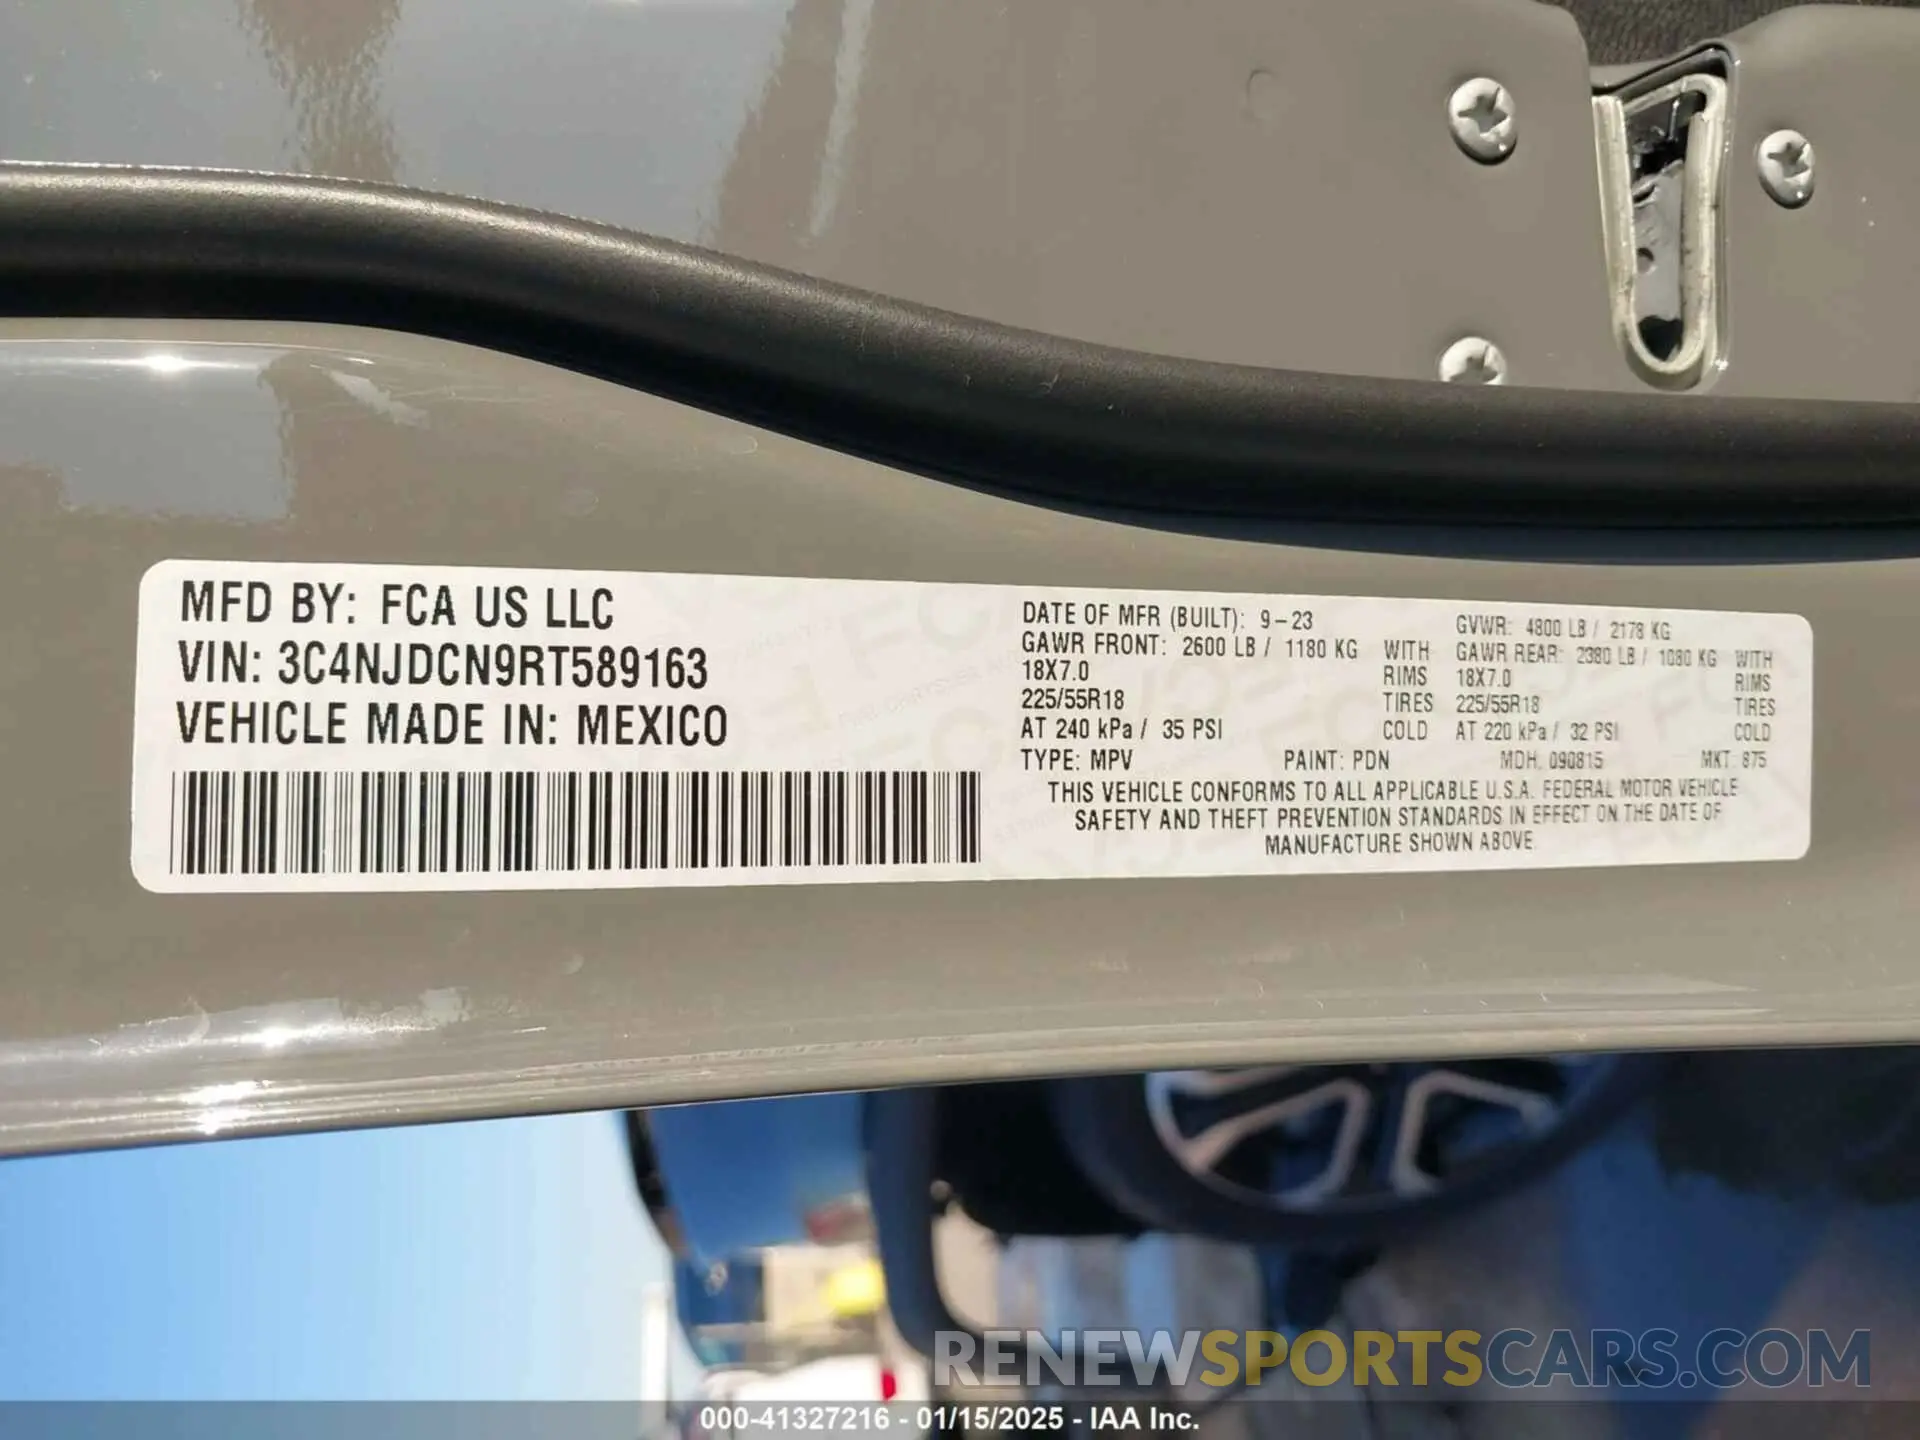 MFD BY: FCA US LLC
VIN: 3C4NJDCN9RT589163
VEHICLE MADE IN: MEXICO
DATE OF MFR (BUILT): 9-23
GAWR FRONT: 2600 LB / 1180 KG WITH
18X7.0 RIMS
225/55R18 TIRES
AT 240 kPa / 35 PSI COLD
GVWR: 4800 LB / 2178 KG
GAWR REAR: 2380 LB / 1080 KG WITH
18X7.0 RIMS
225/55R18 TIRES
AT 220 kPa / 32 PSI COLD
TYPE: MPV PAINT: PDN MDH: 090815 MKT: 875
THIS VEHICLE CONFORMS TO ALL APPLICABLE U.S.A. FEDERAL MOTOR VEHICLE
SAFETY AND THEFT PREVENTION STANDARDS IN EFFECT ON THE DATE OF
MANUFACTURE SHOWN ABOVE.
RENEWSPORTSCARS.COM
000-41327216 - 01/15/2025 - IAA Inc.